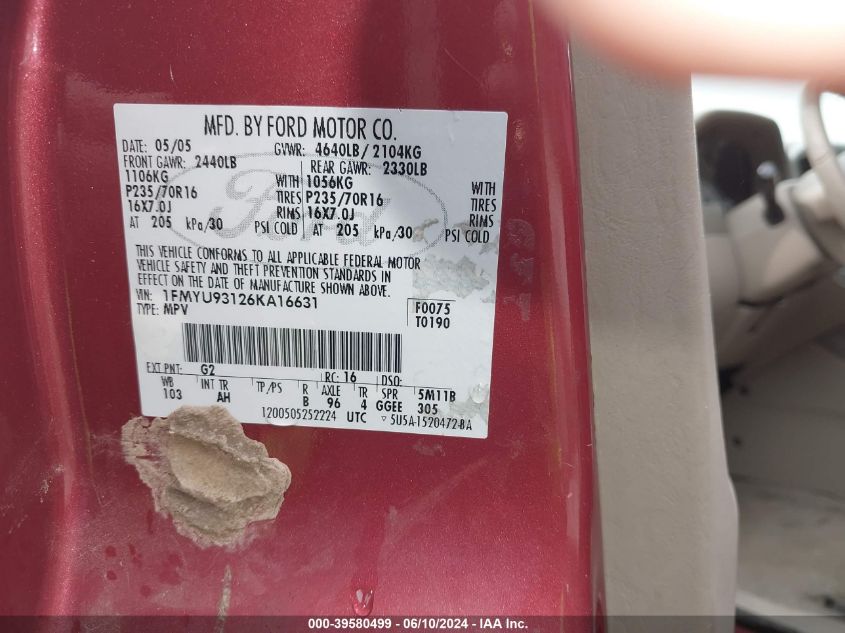 MFD. BY FORD MOTOR CO.
DATE: 05/05 GVWR: 4640LB/ 2104KG
FRONT GAWR: 2440LB REAR GAWR: 2330LB
1106KG WITH 1056KG WITH
P235/70R16 TIRES P235/70R16 TIRES
16X7.0J RIMS 16X7.0J RIMS
AT 205 kPa/30 PSI COLD AT 205 kPa/30 PSI COLD
Ford
THIS VEHICLE CONFORMS TO ALL APPLICABLE FEDERAL MOTOR
VEHICLE SAFETY AND THEFT PREVENTION STANDARDS IN
EFFECT ON THE DATE OF MANUFACTURE SHOWN ABOVE.
VIN: 1FMYU93126KA16631 F0075
TYPE: MPV T0190
EXT PNT: G2 RC: 16 DSO:
WB INT TR TP/PS R AXLE TR SPR 5M11B
103 AH B 96 4 GGEE 305
1200505252224 UTC ▽ 5U5A-1520472-BA
000-39580499 - 06/10/2024 - IAA Inc.